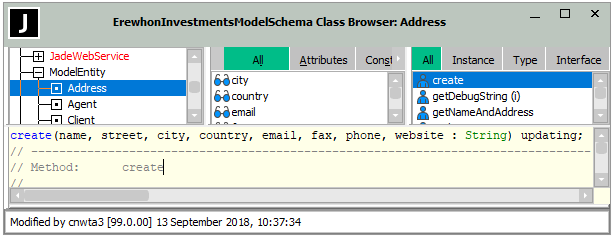 J ErewhonInvestmentsModelSchema Class Browser: Address
JadeWebService
ModelEntity
Address
Agent
Client
All Attributes Const
city
country
email
All Instance Type Interface
create
getDebugString (i)
getNameAndAddress
create(name, street, city, country, email, fax, phone, website : String) updating;
// --------------------------------------------------------------------------------
// Method: create
//
Modified by cnwta3 [99.0.00] 13 September 2018, 10:37:34